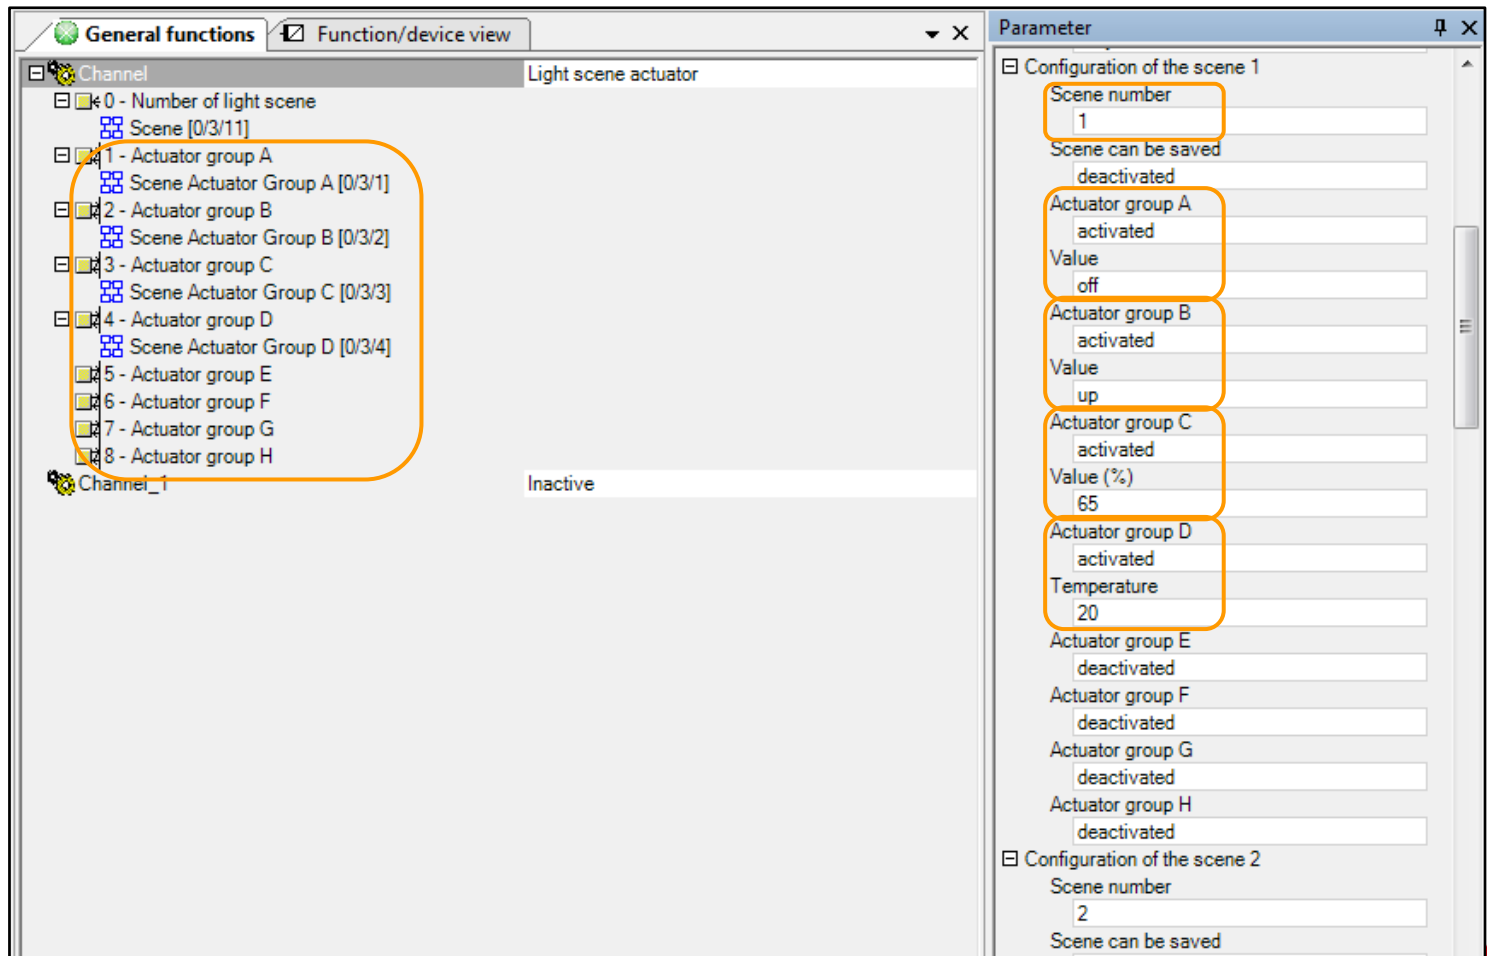 General functions
Function/device view
Channel
Light scene actuator
0 - Number of light scene
Scene [0/3/11]
1 - Actuator group A
Scene Actuator Group A [0/3/1]
2 - Actuator group B
Scene Actuator Group B [0/3/2]
3 - Actuator group C
Scene Actuator Group C [0/3/3]
4 - Actuator group D
Scene Actuator Group D [0/3/4]
5 - Actuator group E
6 - Actuator group F
7 - Actuator group G
8 - Actuator group H
Channel_1
Inactive
Parameter
Configuration of the scene 1
Scene number
1
Scene can be saved
deactivated
Actuator group A
activated
Value
off
Actuator group B
activated
Value
up
Actuator group C
activated
Value (%)
65
Actuator group D
activated
Temperature
20
Actuator group E
deactivated
Actuator group F
deactivated
Actuator group G
deactivated
Actuator group H
deactivated
Configuration of the scene 2
Scene number
2
Scene can be saved